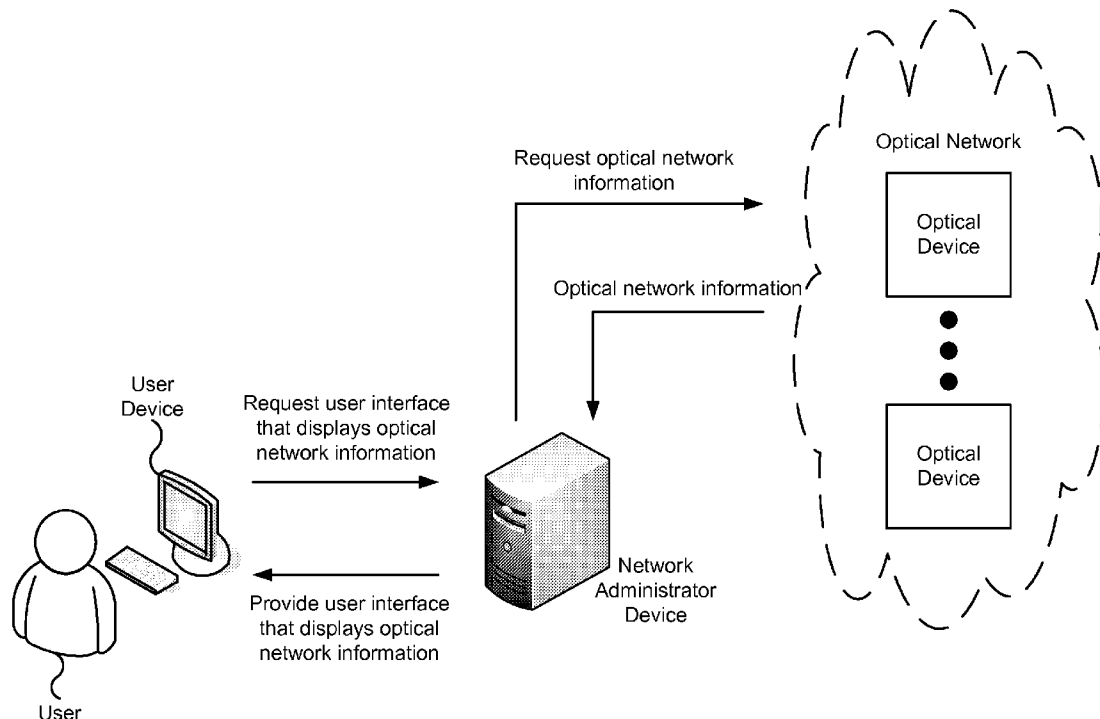 Optical Network
Request optical network
information
Optical
Device
Optical network information
User
Device
Request user interface
that displays optical
network information
Optical
Device
Network
Administrator
Device
Provide user interface
that displays optical
network information
User